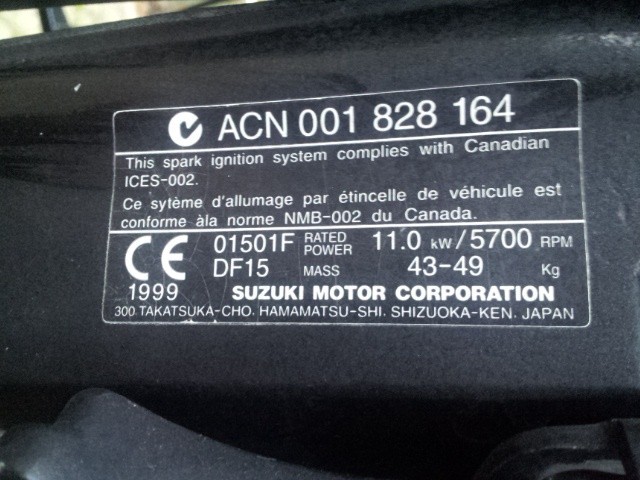 ACN 001 828 164
This spark ignition system complies with Canadian
ICES-002.
Ce sytème d'allumage par étincelle de véhicule est
conforme àla norme NMB-002 du Canada.
CE 01501F RATED POWER 11.0 kW/5700 RPM
DF15 MASS 43-49 Kg
1999 SUZUKI MOTOR CORPORATION
300, TAKATSUKA-CHO, HAMAMATSU-SHI, SHIZUOKA-KEN, JAPAN